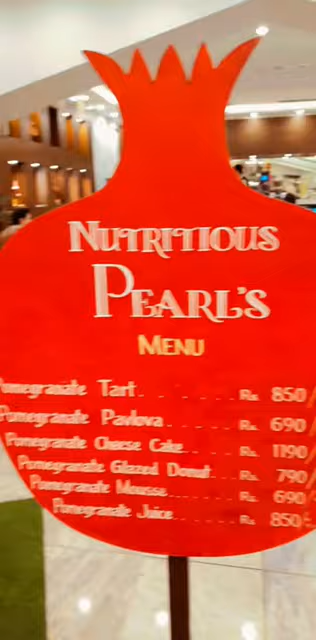 NUTRITIOUS
PEARL'S
MENU
Pomegranate Tart . . . . . . Rs. 850/
Pomegranate Pavlova . . . . . . Rs. 690/
Pomegranate Cheese Cake . . . . . . Rs. 1190
Pomegranate Glazed Donut . . . . . . Rs. 790/
Pomegranate Mousse . . . . . . Rs. 690/
Pomegranate Juice . . . . . . Rs. 850/